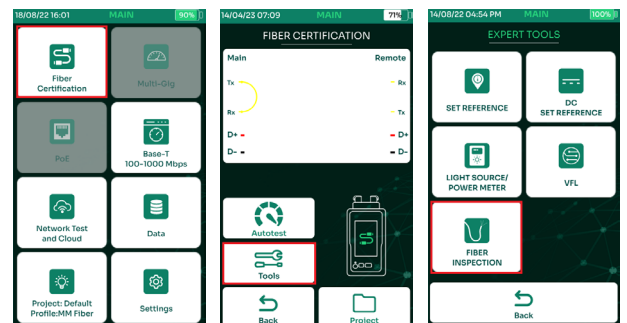 18/08/22 16:01 MAIN 90%
Fiber
Certification
Multi-Gig
PoE
Base-T
100-1000 Mbps
Network Test
and Cloud
Data
Project: Default
Profile:MM Fiber
Settings
14/04/23 07:09 MAIN 71%
FIBER CERTIFICATION
Main Remote
Tx Rx
Rx Tx
D+ - - D+
D- - - D-
Autotest
Tools
Back
Project
14/08/22 04:54 PM MAIN 100%
EXPERT TOOLS
SET REFERENCE
DC
SET REFERENCE
LIGHT SOURCE/
POWER METER
VFL
FIBER
INSPECTION
Back